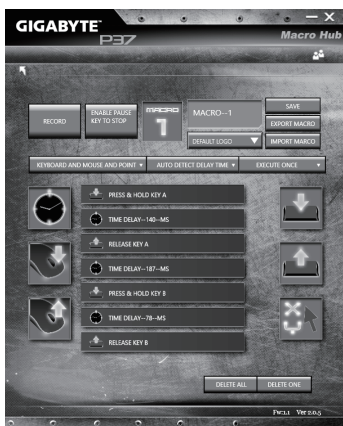 GIGABYTE™
P37
Macro Hub
RECORD
ENABLE PAUSE
KEY TO STOP
MACRO
1
MACRO--1
DEFAULT LOGO
SAVE
EXPORT MACRO
IMPORT MARCO
KEYBOARD AND MOUSE AND POINT
AUTO DETECT DELAY TIME
EXECUTE ONCE
PRESS & HOLD KEY A
TIME DELAY--140--MS
RELEASE KEY A
TIME DELAY--187--MS
PRESS & HOLD KEY B
TIME DELAY--78--MS
RELEASE KEY B
DELETE ALL
DELETE ONE
Fw:1.1 Ver 2.0.5